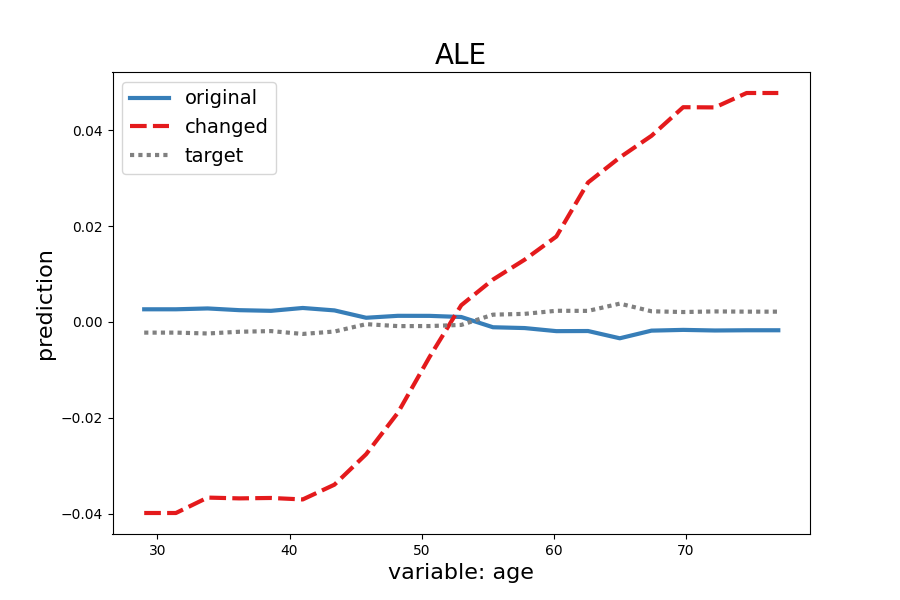 ALE
original
changed
target
prediction
0.04
0.02
0.00
−0.02
−0.04
30 40 50 60 70
variable: age